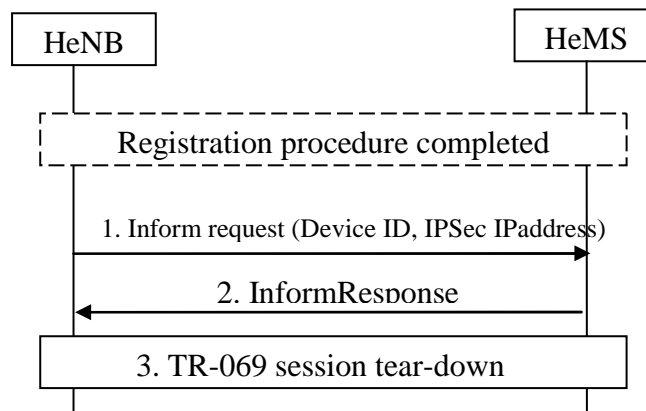 HeNB
HeMS
Registration procedure completed
1. Inform request (Device ID, IPSec IPaddress)
2. InformResponse
3. TR-069 session tear-down